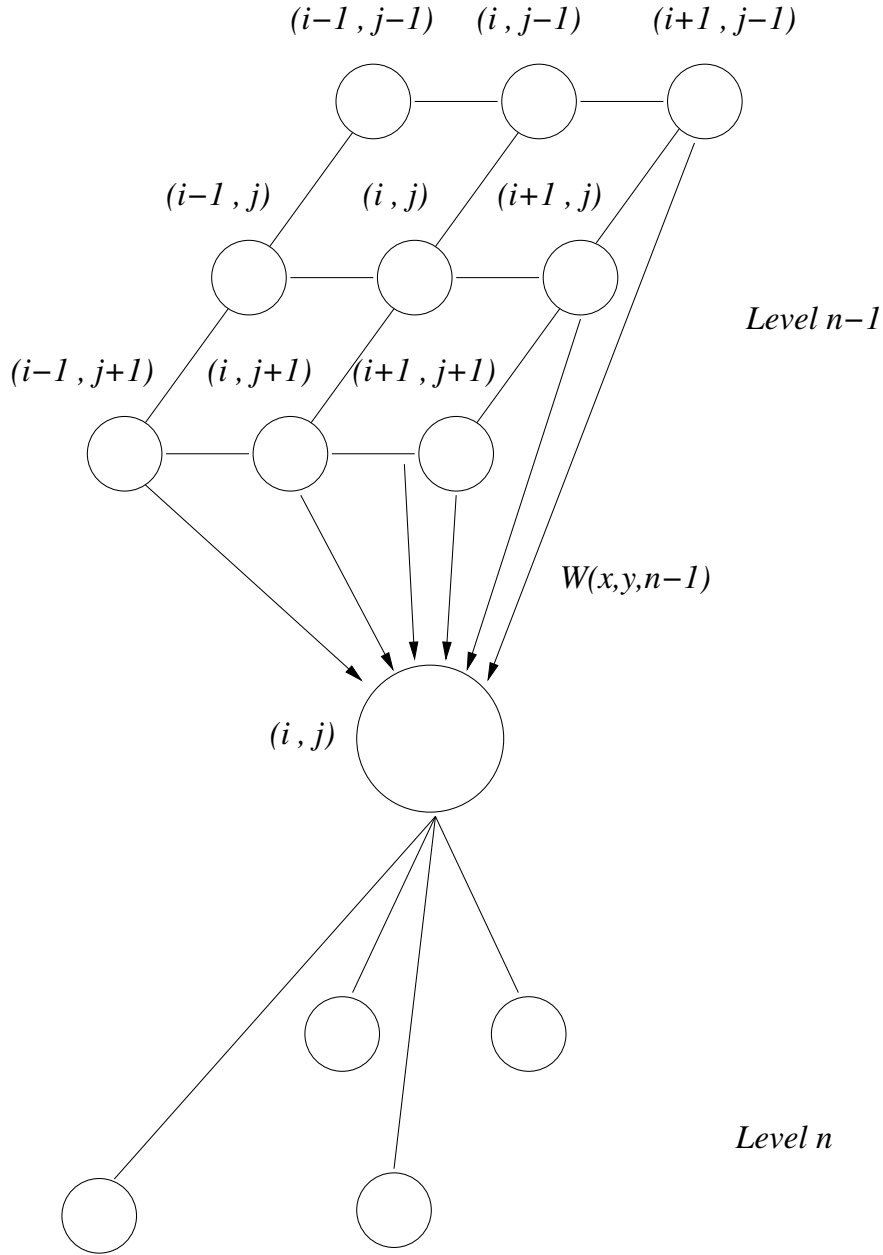 (i−1 , j−1) (i , j−1) (i+1 , j−1)
(i−1 , j) (i , j) (i+1 , j)
Level n−1
(i−1 , j+1) (i , j+1) (i+1 , j+1)
W(x,y,n−1)
(i , j)
Level n